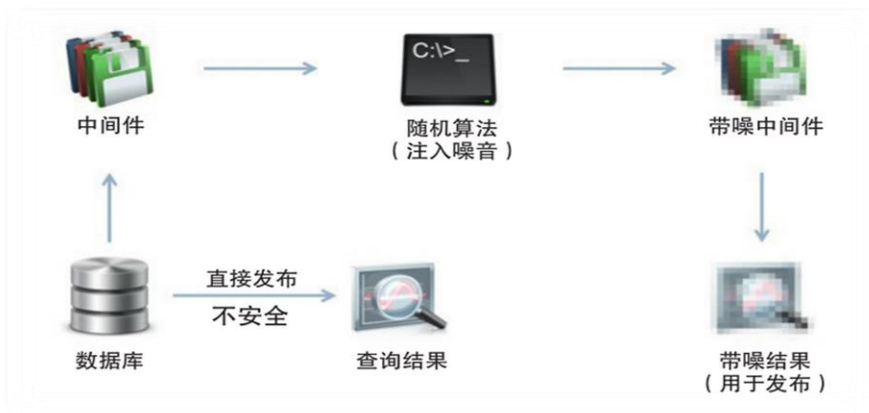 C:\>_
中间件
随机算法
（注入噪音）
带噪中间件
直接发布
不安全
数据库
查询结果
带噪结果
（用于发布）